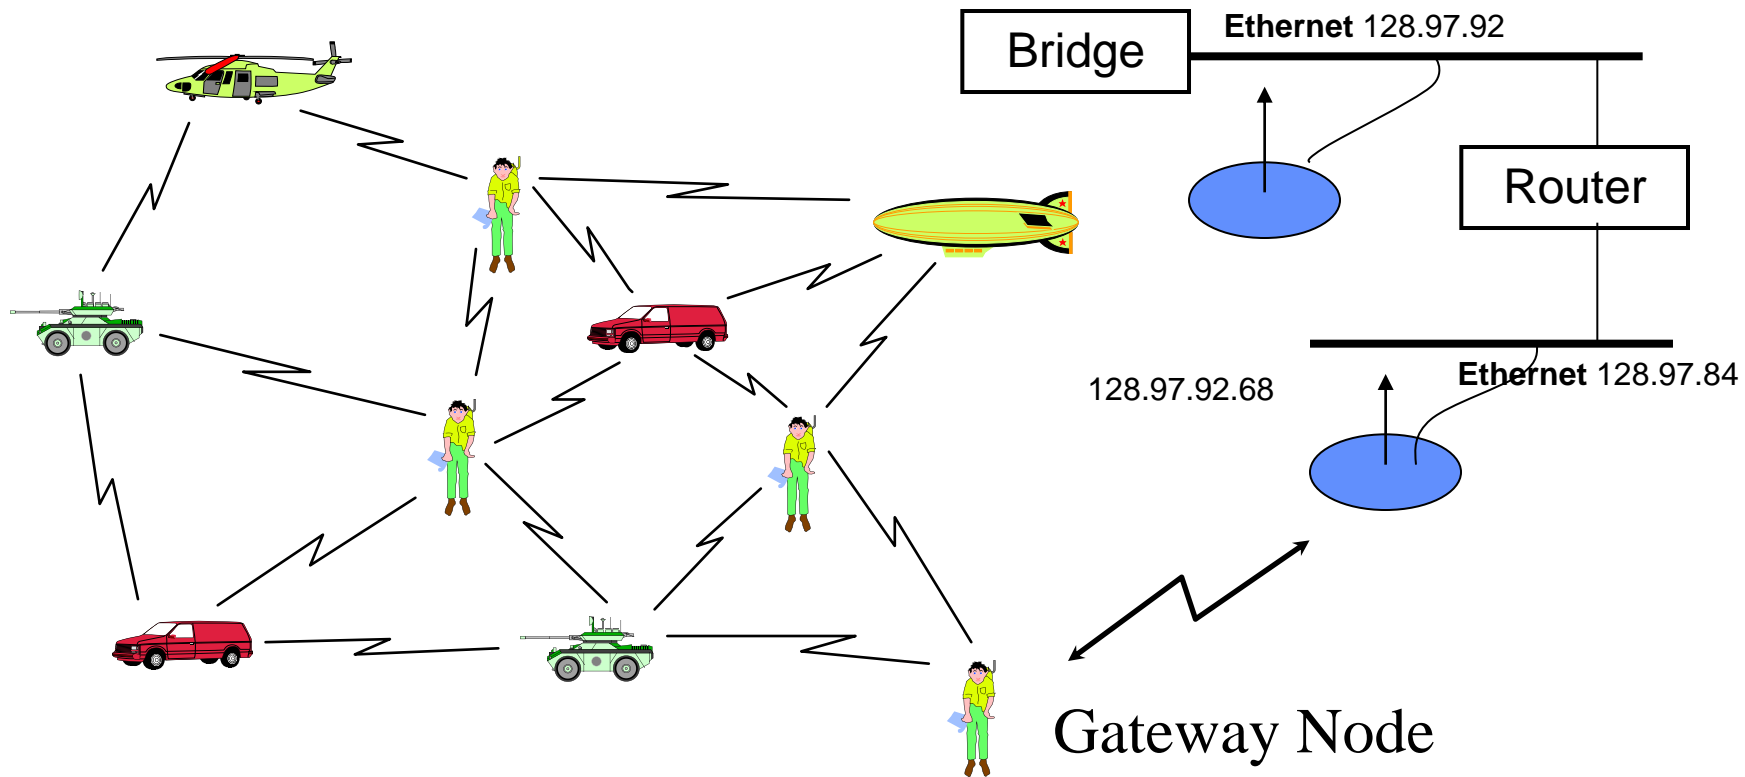 Bridge
Ethernet 128.97.92
Router
128.97.92.68
Ethernet 128.97.84
Gateway Node